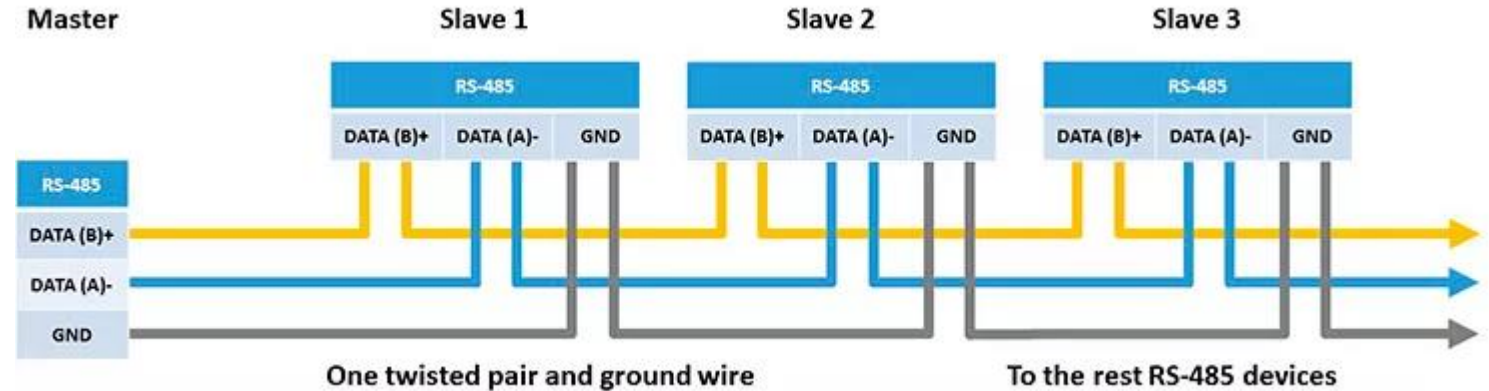 Master
Slave 1
Slave 2
Slave 3
RS-485
RS-485
RS-485
DATA (B)+ DATA (A)- GND
DATA (B)+ DATA (A)- GND
DATA (B)+ DATA (A)- GND
RS-485
DATA (B)+
DATA (A)-
GND
One twisted pair and ground wire
To the rest RS-485 devices